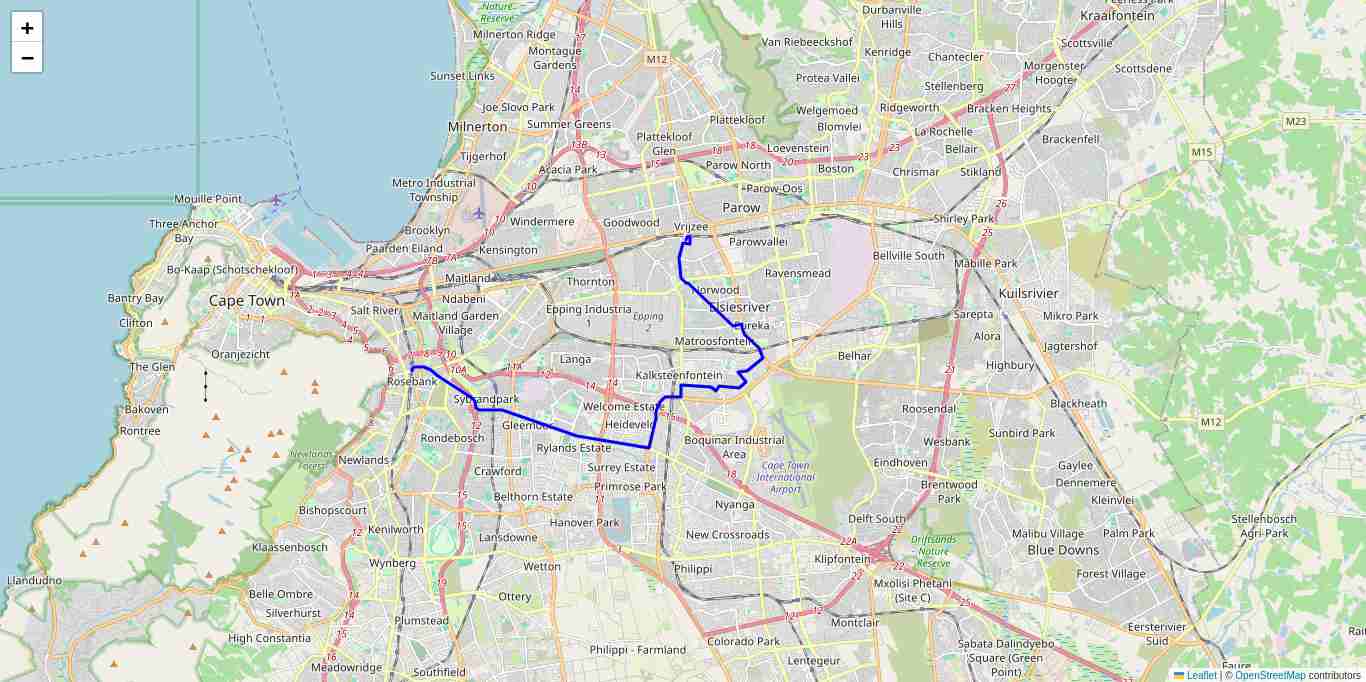 +
−
Nature
Reserve
Milnerton Ridge
Montague
Gardens
Sunset Links
Joe Slovo Park
Summer Greens
Milnerton
Tijgerhof
Metro Industrial
Township
Acacia Park
Plattekloof
Glen
Plattekloof
Parow North
Parow-Oos
Parow
Van Riebeeckshof
Durbanville
Hills
Kenridge
Protea Vallei
Chantecler
Stellenberg
Welgemoed
Blomvlei
Loevenstein
Boston
Ridgeworth
La Rochelle
Bellair
Chrismar
Stikland
Bracken Heights
Brackenfell
Morgenster
Hoogte
Scottsville
Scottsdene
Kraaifontein
Peerless Park
M12
M23
M15
M12
Mouille Point
Three Anchor
Bay
Bo-Kaap (Schotschekloof)
Cape Town
Bantry Bay
Clifton
The Glen
Oranjezicht
Bakoven
Rontree
Llandudno
Brooklyn
Paarden Eiland
Windermere
Kensington
Goodwood
Vrijzee
Parowvallei
Shirley Park
Bellville South
Mabille Park
Kuilsrivier
Maitland
Ndabeni
Maitland Garden
Village
Salt River
Thornton
Epping Industria
1
Epping
2
Norwood
Elsiesriver
Eureka
Ravensmead
Matroosfontein
Belhar
Sarepta
Mikro Park
Alora
Jagtershof
Highbury
Langa
Kalksteenfontein
Rosebank
Sybrandpark
Welcome Estate
Heideveld
Gleemoor
Rylands Estate
Rondebosch
Newlands
Newlands
Forest
Crawford
Surrey Estate
Primrose Park
Boquinar Industrial
Area
Cape Town
International
Airport
Roosendal
Blackheath
Wesbank
Sunbird Park
Eindhoven
Brentwood
Park
Gaylee
Dennemere
Kleinvlei
Belthorn Estate
Bishopscourt
Kenilworth
Klaassenbosch
Wynberg
Lansdowne
Hanover Park
Wetton
Nyanga
New Crossroads
Philippi
Delft South
Driftsands
Nature
Reserve
Klipfontein
Malibu Village
Palm Park
Blue Downs
Forest Village
Stellenbosch
Agri-Park
Belle Ombre
Silverhurst
High Constantia
Ottery
Plumstead
Meadowridge
Southfield
Philippi - Farmland
Colorado Park
Lentegeur
Montclair
Mxolisi Phetani
(Site C)
Sabata Dalindyebo
Square (Green
Point)
Eersterivier
Suid
Faure
Leaflet | © OpenStreetMap contributors